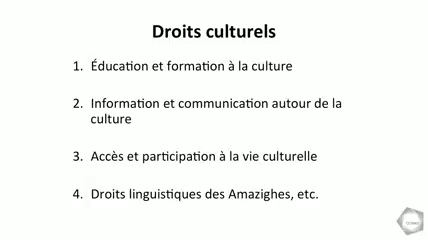 Droits culturels
1. Éducation et formation à la culture
2. Information et communication autour de la
culture
3. Accès et participation à la vie culturelle
4. Droits linguistiques des Amazighes, etc.